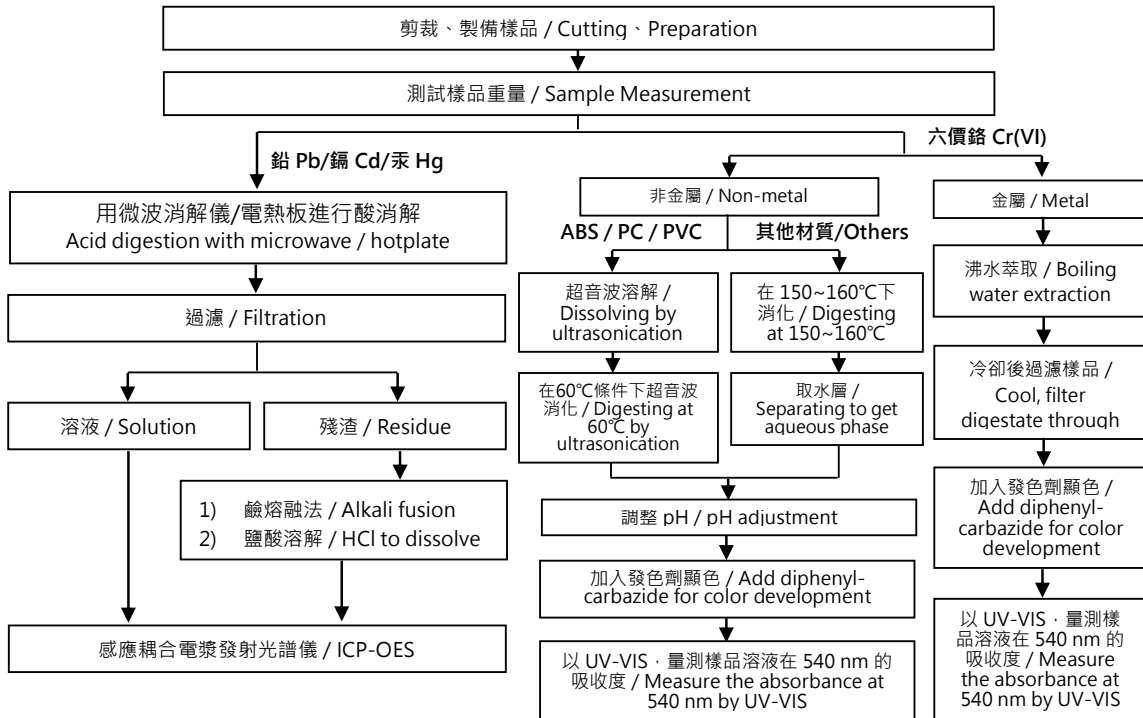 剪裁、製備樣品 / Cutting、Preparation
測試樣品重量 / Sample Measurement
鉛 Pb/鎘 Cd/汞 Hg
六價鉻 Cr(VI)
用微波消解儀/電熱板進行酸消解
Acid digestion with microwave / hotplate
過濾 / Filtration
溶液 / Solution
殘渣 / Residue
1) 鹼熔融法 / Alkali fusion
2) 鹽酸溶解 / HCl to dissolve
感應耦合電漿發射光譜儀 / ICP-OES
非金屬 / Non-metal
ABS / PC / PVC
其他材質/Others
超音波溶解 /
Dissolving by
ultrasonication
在60℃條件下超音波
消化 / Digesting at
60℃ by
ultrasonication
在 150~160℃下
消化 / Digesting
at 150~160℃
取水層 /
Separating to get
aqueous phase
調整 pH / pH adjustment
加入發色劑顯色 / Add diphenyl-
carbazide for color development
以 UV-VIS，量測樣品溶液在 540 nm 的
吸收度 / Measure the absorbance at
540 nm by UV-VIS
金屬 / Metal
沸水萃取 / Boiling
water extraction
冷卻後過濾樣品 /
Cool, filter
digestate through
加入發色劑顯色 /
Add diphenyl-
carbazide for color
development
以 UV-VIS，量測樣
品溶液在 540 nm 的
吸收度 / Measure
the absorbance at
540 nm by UV-VIS